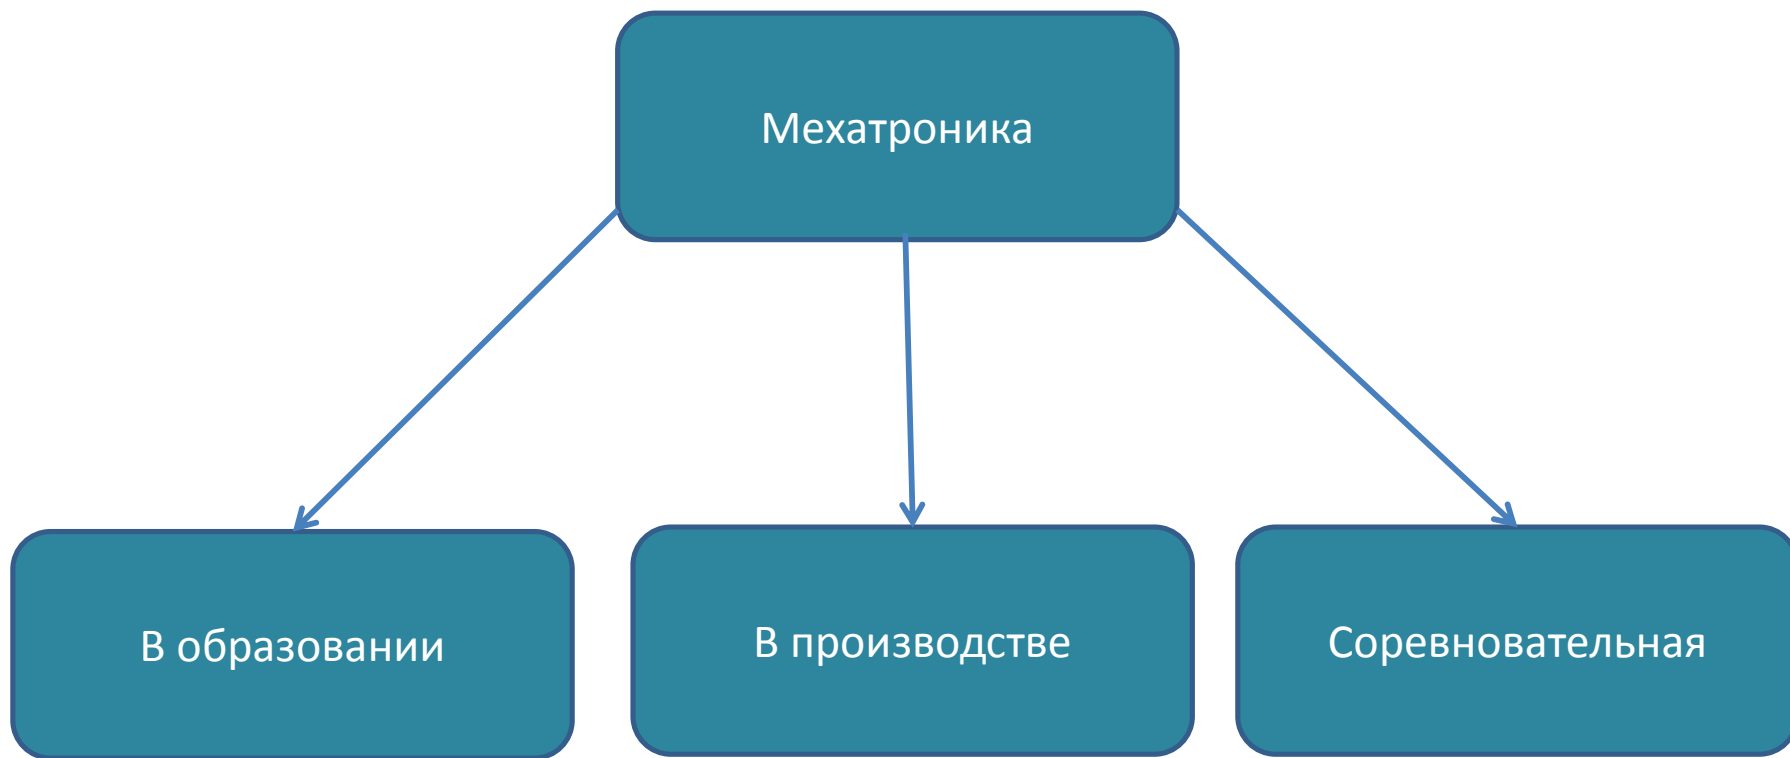 Мехатроника
В образовании
В производстве
Соревновательная